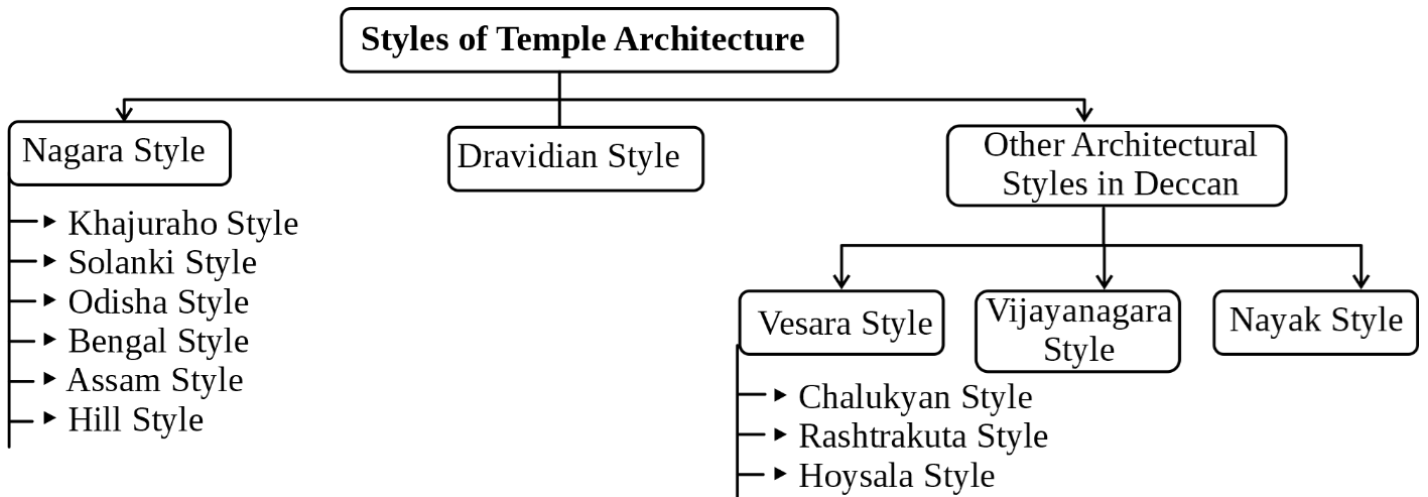 Styles of Temple Architecture
Nagara Style
Dravidian Style
Other Architectural
Styles in Deccan
Khajuraho Style
Solanki Style
Odisha Style
Bengal Style
Assam Style
Hill Style
Vesara Style
Vijayanagara
Style
Nayak Style
Chalukyan Style
Rashtrakuta Style
Hoysala Style